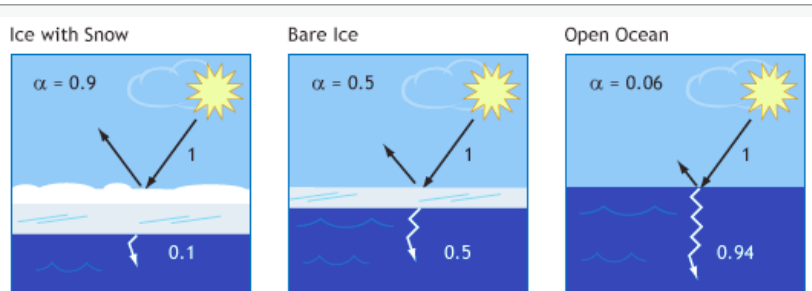 Ice with Snow
α = 0.9
1
0.1
Bare Ice
α = 0.5
1
0.5
Open Ocean
α = 0.06
1
0.94